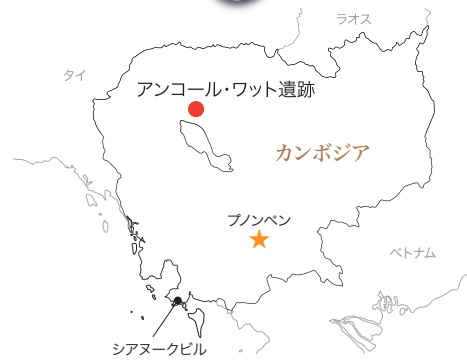 ラオス
タイ
アンコール・ワット遺跡
カンボジア
プノンペン
ベトナム
シアヌークビル